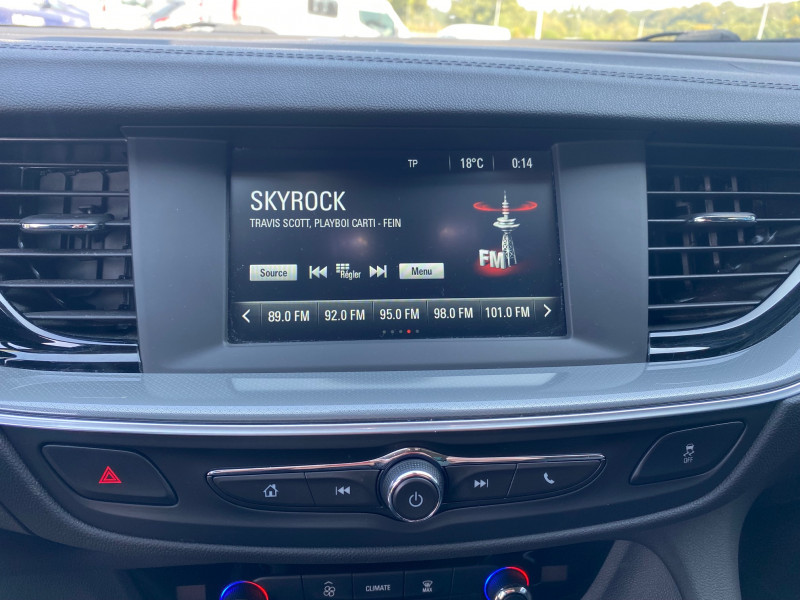 TP 18°C 0:14
SKYROCK
TRAVIS SCOTT, PLAYBOI CARTI - FEIN
FM
Source Régler Menu
89.0 FM 92.0 FM 95.0 FM 98.0 FM 101.0 FM
OFF
CLIMATE MAX